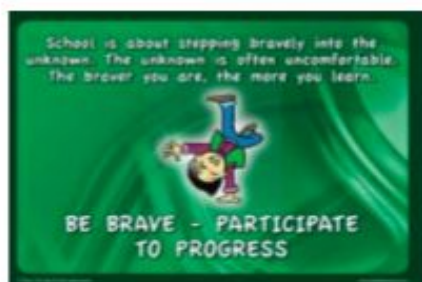 School is about stepping bravely into the
unknown. The unknown is often uncomfortable.
The braver you are, the more you learn.
BE BRAVE - PARTICIPATE
TO PROGRESS